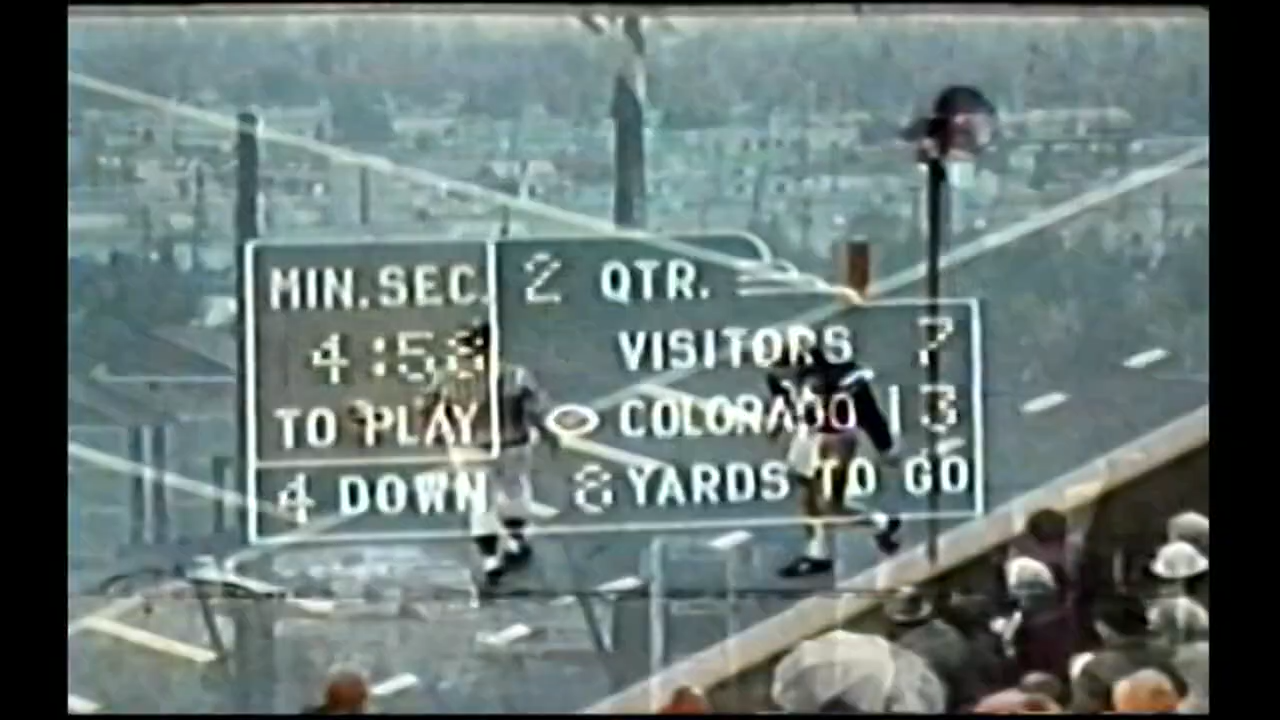 MIN. SEC. 2 QTR.
4:58 VISITORS 7
TO PLAY COLORADO 13
4 DOWN 8 YARDS TO GO